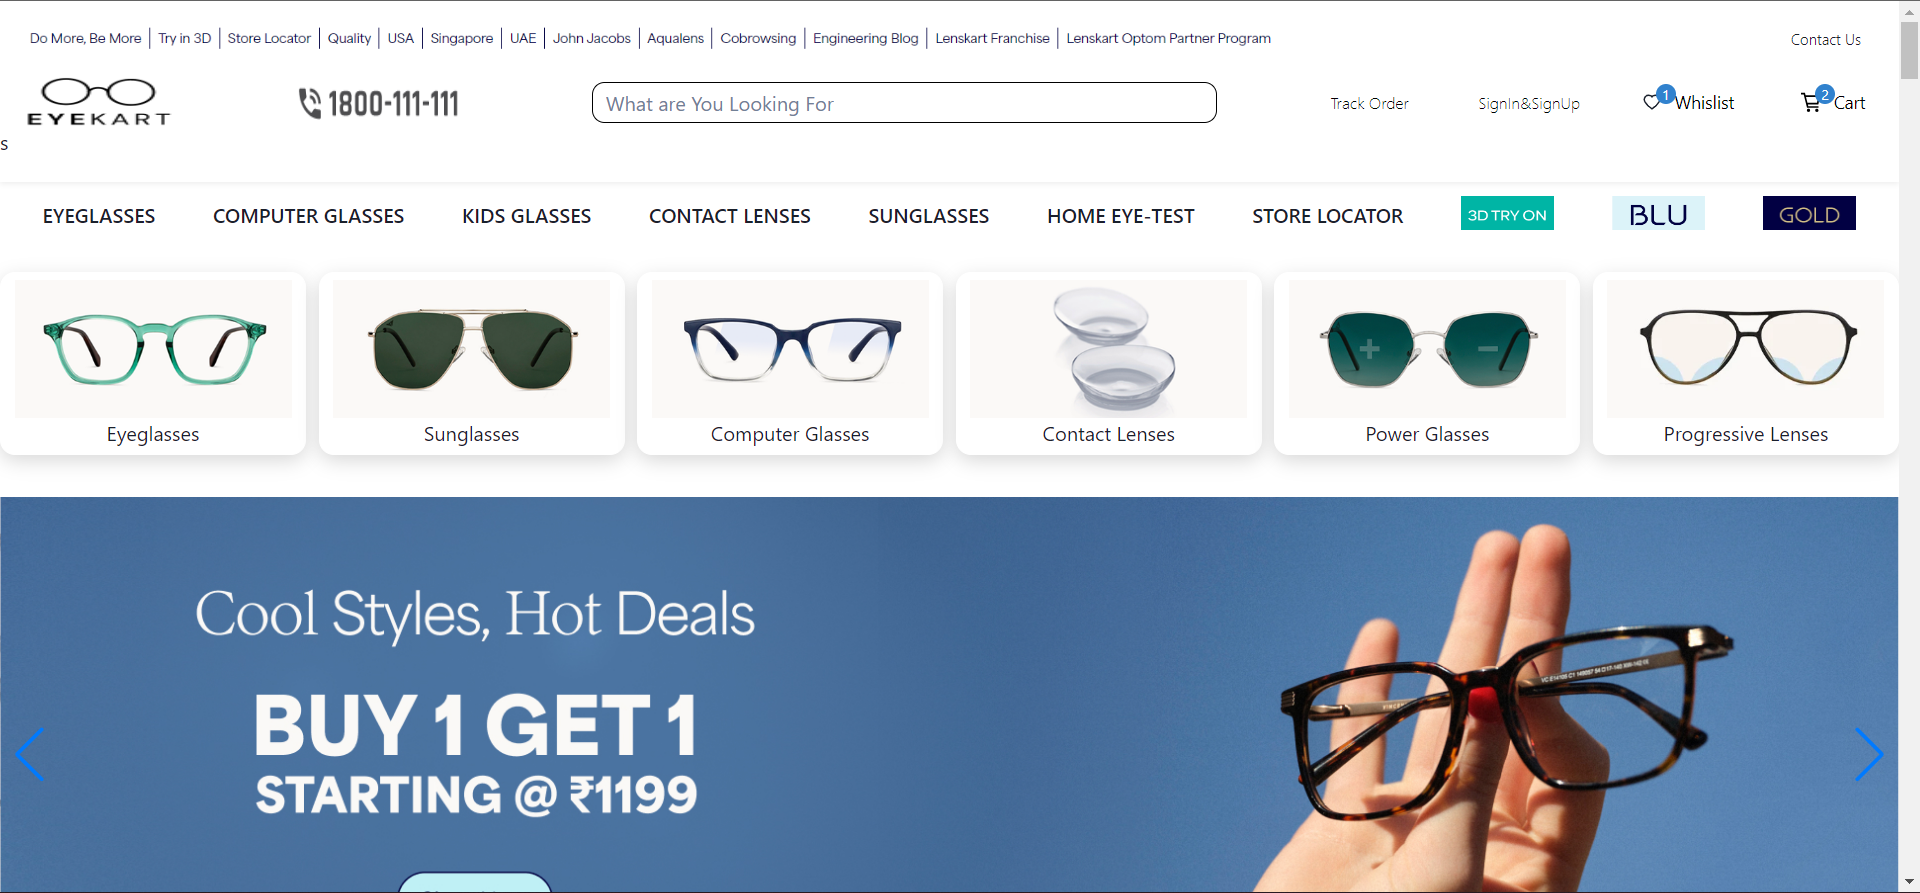 Do More, Be More | Try in 3D | Store Locator | Quality | USA | Singapore | UAE | John Jacobs | Aqualens | Cobrowsing | Engineering Blog | Lenskart Franchise | Lenskart Optom Partner Program
Contact Us
EYEKART
1800-111-111
What are You Looking For
Track Order
SignIn&SignUp
1
Whislist
2
Cart
s
EYEGLASSES
COMPUTER GLASSES
KIDS GLASSES
CONTACT LENSES
SUNGLASSES
HOME EYE-TEST
STORE LOCATOR
3D TRY ON
BLU
GOLD
Eyeglasses
Sunglasses
Computer Glasses
Contact Lenses
Power Glasses
Progressive Lenses
Cool Styles, Hot Deals
BUY 1 GET 1
STARTING @ ₹1199